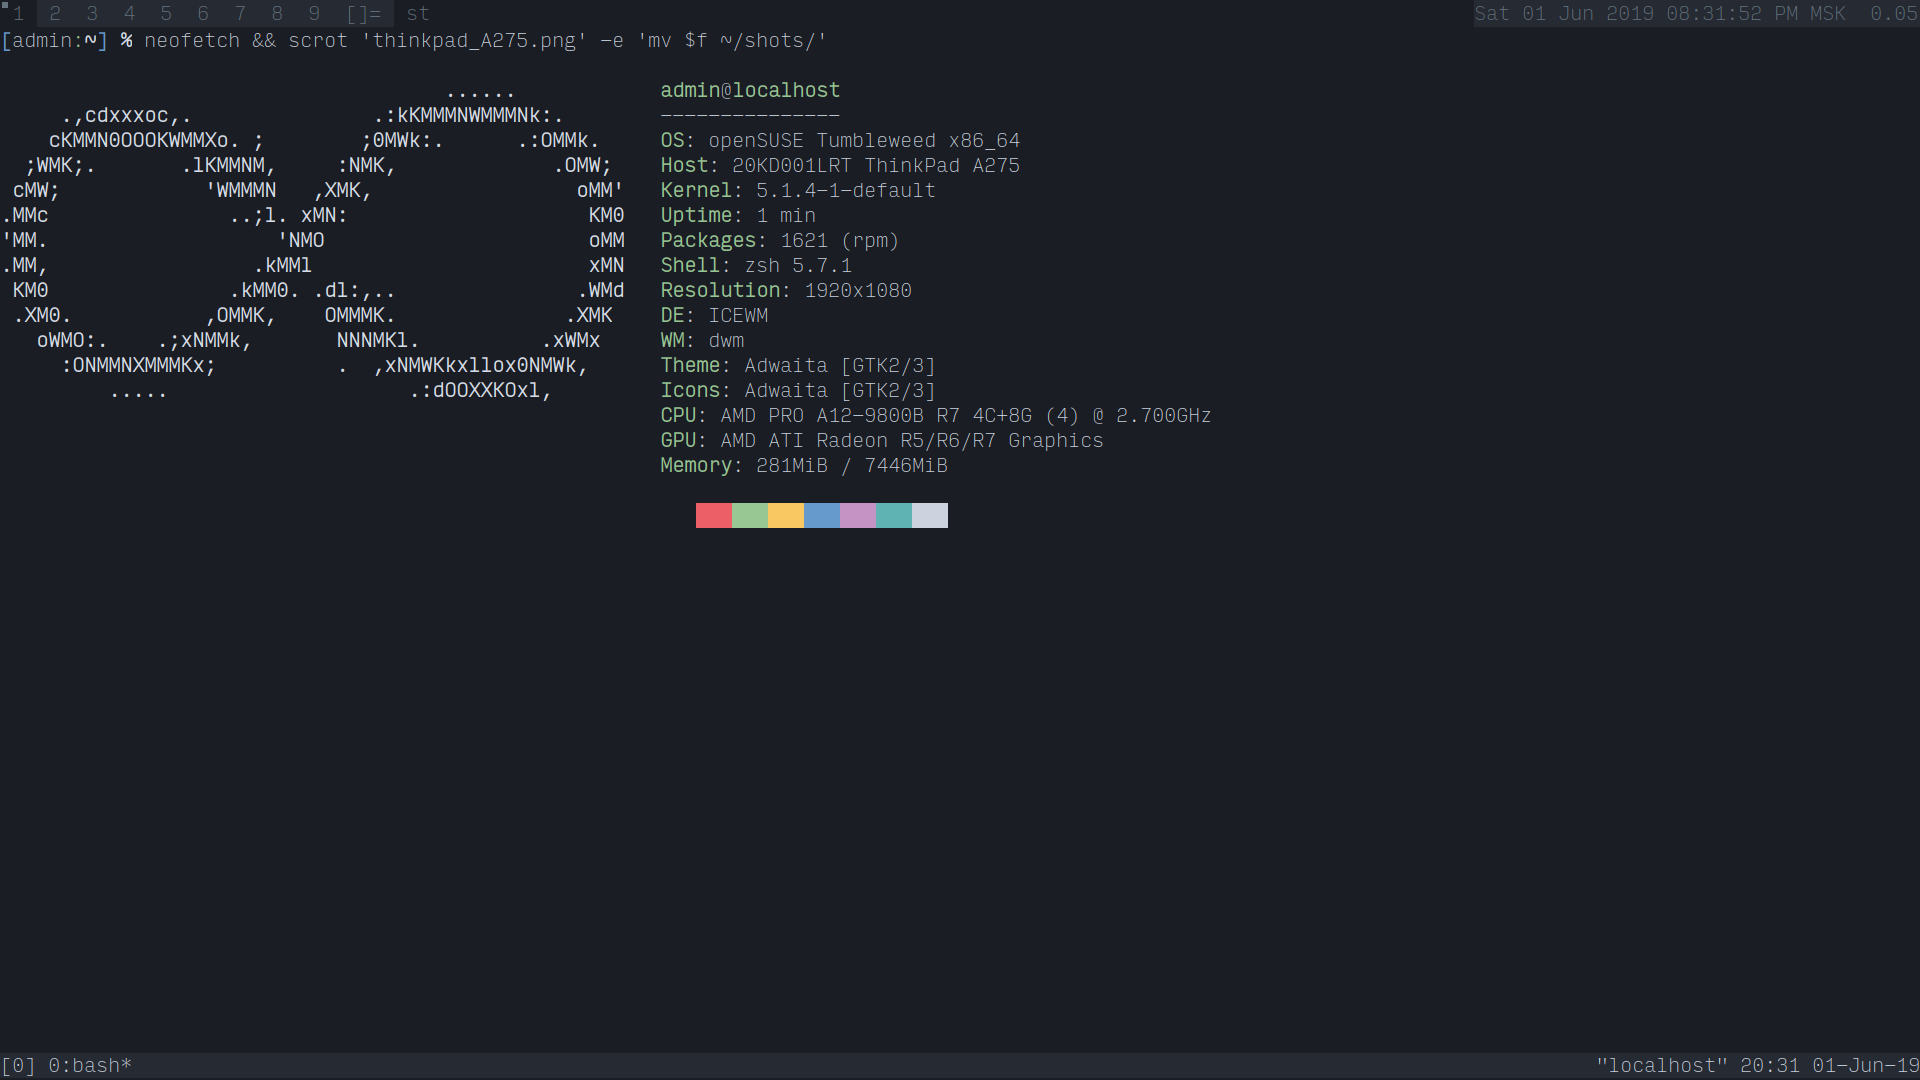 1 2 3 4 5 6 7 8 9 []= st Sat 01 Jun 2019 08:31:52 PM MSK 0.05
[admin:~] % neofetch && scrot 'thinkpad_A275.png' -e 'mv $f ~/shots/'
...... admin@localhost
.,cdxxxoc,. .:kKMMMNWMMMNk:. ---------------
cKMMN0OOOKWMMXo. ; ;0MWk:. .:OMMk. OS: openSUSE Tumbleweed x86_64
;WMK;. .lKMMNM, :NMK, .OMW; Host: 20KD001LRT ThinkPad A275
cMW; 'WMMMN ,XMK, oMM' Kernel: 5.1.4-1-default
.MMc ..;l. xMN: KM0 Uptime: 1 min
'MM. 'NMO oMM Packages: 1621 (rpm)
.MM, .kMMl xMN Shell: zsh 5.7.1
KM0 .kMM0. .dl:,.. .WMd Resolution: 1920x1080
.XM0. ,OMMK, OMMMK. .XMK DE: ICEWM
oWMO:. .;xNMMk, NNNMKl. .xWMx WM: dwm
:ONMMNXMMMKx; . ,xNMWKkxllox0NMWk, Theme: Adwaita [GTK2/3]
..... .:dOOXXKOxl, Icons: Adwaita [GTK2/3]
CPU: AMD PRO A12-9800B R7 4C+8G (4) @ 2.700GHz
GPU: AMD ATI Radeon R5/R6/R7 Graphics
Memory: 281MiB / 7446MiB
[0] 0:bash* "localhost" 20:31 01-Jun-19